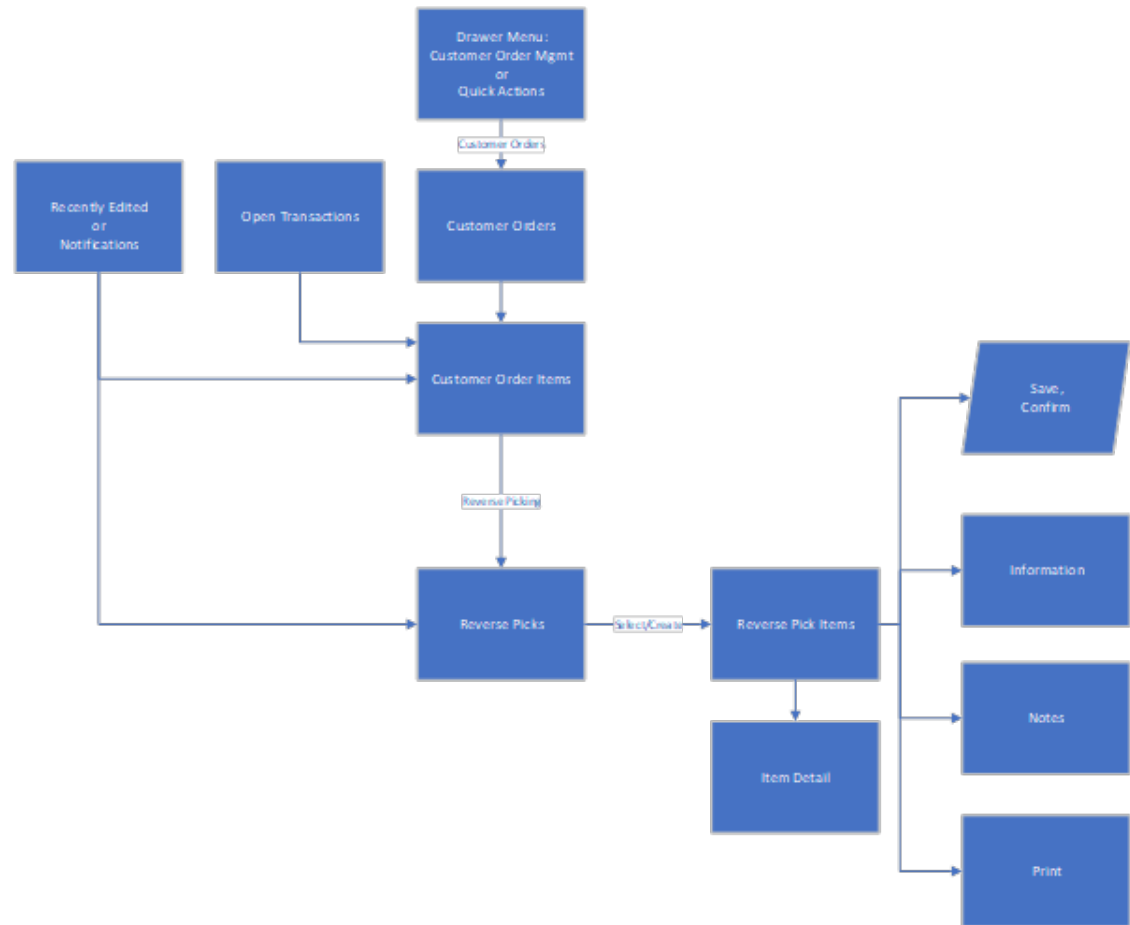 Drawer Menu:
Customer Order Mgmt
or
Quick Actions
Customer Orders
Recently Edited
or
Notifications
Open Transactions
Customer Orders
Customer Order Items
Save,
Confirm
Reverse Picking
Information
Reverse Picks
Select/Create
Reverse Pick Items
Notes
Item Detail
Print